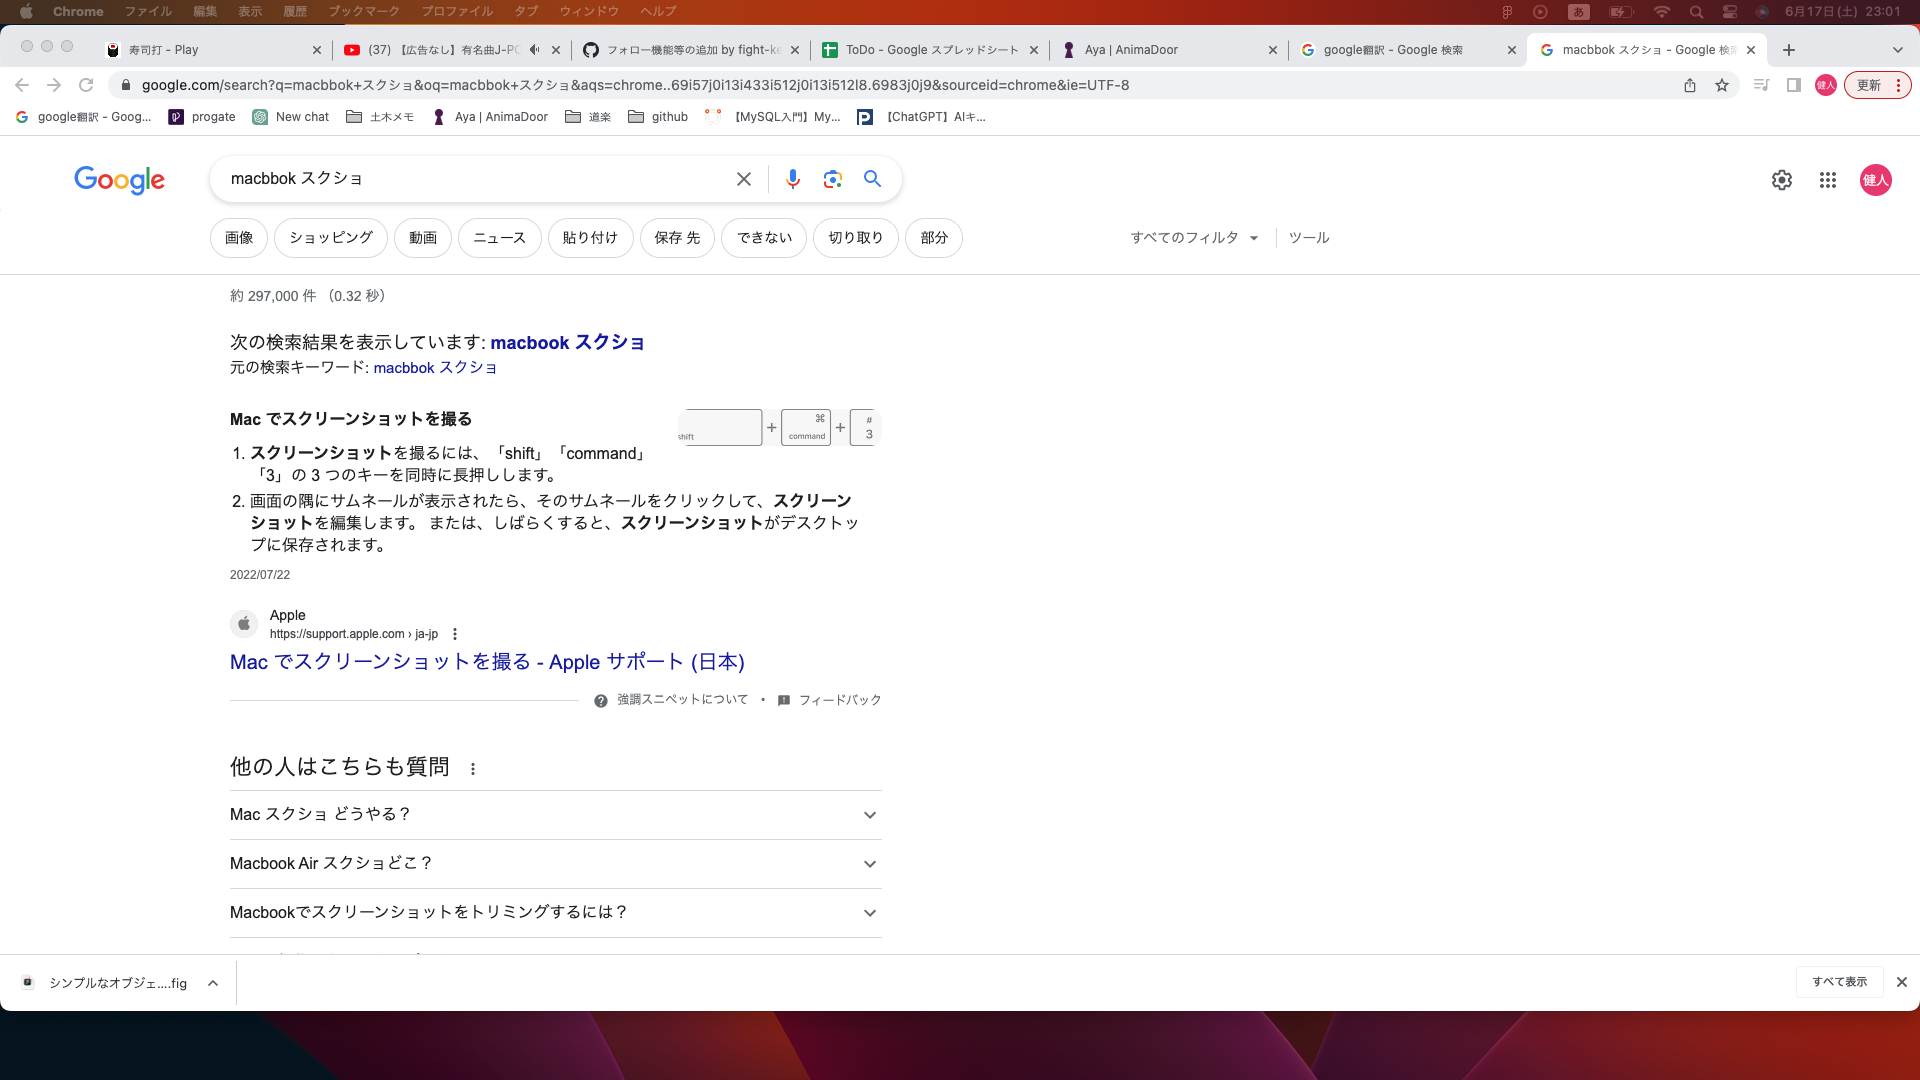 Chrome ファイル 編集 表示 履歴 ブックマーク プロファイル タブ ウィンドウ ヘルプ あ 6月17日(土) 23:01
寿司打 - Play
(37) 【広告なし】有名曲J-PO
フォロー機能等の追加 by fight-ke
ToDo - Google スプレッドシート
Aya | AnimaDoor
google翻訳 - Google 検索
macbbok スクショ - Google 検索
google.com/search?q=macbbok+スクショ&oq=macbbok+スクショ&aqs=chrome..69i57j0i13i433i512j0i13i512l8.6983j0j9&sourceid=chrome&ie=UTF-8
健人 更新
google翻訳 - Goog... progate New chat 土木メモ Aya | AnimaDoor 道楽 github 【MySQL入門】My... 【ChatGPT】AIキ...
Google macbbok スクショ 健人
画像 ショッピング 動画 ニュース 貼り付け 保存 先 できない 切り取り 部分 すべてのフィルタ ツール
約 297,000 件 （0.32 秒）
次の検索結果を表示しています: macbook スクショ
元の検索キーワード: macbbok スクショ
Mac でスクリーンショットを撮る
shift + ⌘ command + # 3
1. スクリーンショットを撮るには、「shift」「command」
「3」の 3 つのキーを同時に長押しします。
2. 画面の隅にサムネールが表示されたら、そのサムネールをクリックして、スクリーン
ショットを編集します。 または、しばらくすると、スクリーンショットがデスクトッ
プに保存されます。
2022/07/22
Apple
https://support.apple.com › ja-jp
Mac でスクリーンショットを撮る - Apple サポート (日本)
強調スニペットについて • フィードバック
他の人はこちらも質問
Mac スクショ どうやる？
Macbook Air スクショどこ？
Macbookでスクリーンショットをトリミングするには？
シンプルなオブジェ....fig すべて表示